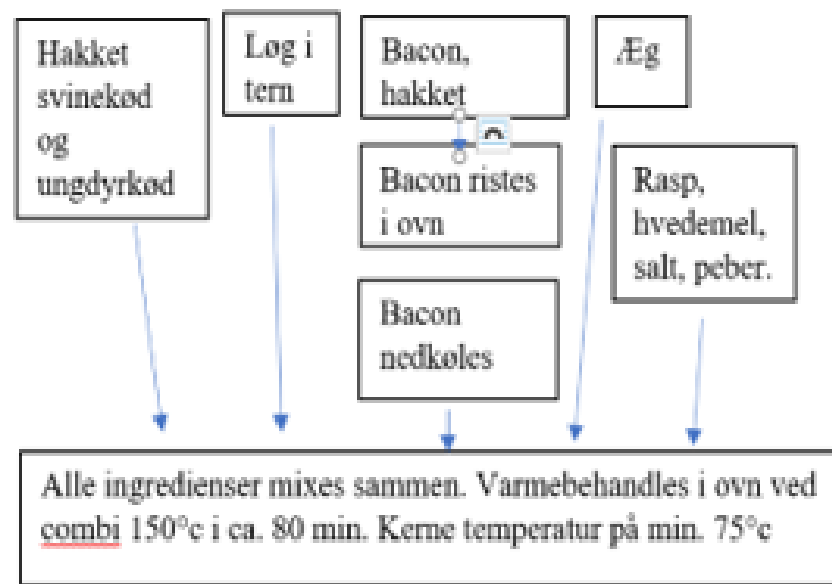 Hakket
svinekød
og
ungdyrkød
Løg i
tern
Bacon,
hakket
Æg
Bacon ristes
i ovn
Rasp,
hvedemel,
salt, peber.
Bacon
nedkøles
Alle ingredienser mixes sammen. Varmebehandles i ovn ved
combi 150°c i ca. 80 min. Kerne temperatur på min. 75°c